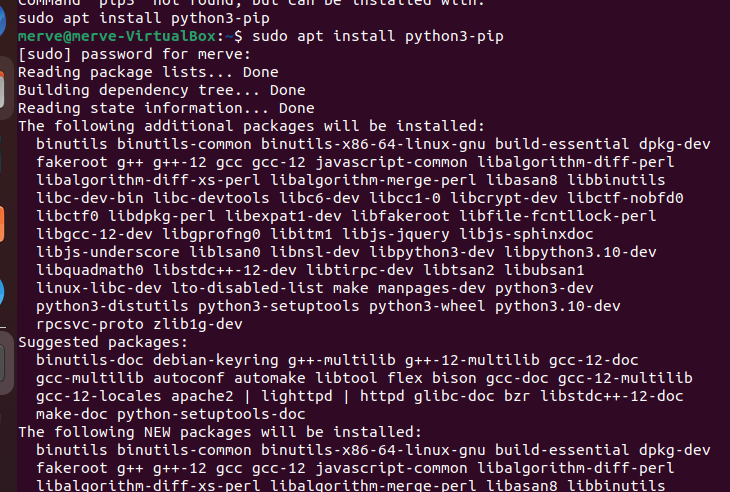 Command 'pip3' not found, but can be installed with:
sudo apt install python3-pip
merve@merve-VirtualBox:~$ sudo apt install python3-pip
[sudo] password for merve:
Reading package lists... Done
Building dependency tree... Done
Reading state information... Done
The following additional packages will be installed:
binutils binutils-common binutils-x86-64-linux-gnu build-essential dpkg-dev
fakeroot g++ g++-12 gcc gcc-12 javascript-common libalgorithm-diff-perl
libalgorithm-diff-xs-perl libalgorithm-merge-perl libasan8 libbinutils
libc-dev-bin libc-devtools libc6-dev libcc1-0 libcrypt-dev libctf-nobfd0
libctf0 libdpkg-perl libexpat1-dev libfakeroot libfile-fcntllock-perl
libgcc-12-dev libgprofng0 libitm1 libjs-jquery libjs-sphinxdoc
libjs-underscore liblsan0 libnsl-dev libpython3-dev libpython3.10-dev
libquadmath0 libstdc++-12-dev libtirpc-dev libtsan2 libubsan1
linux-libc-dev lto-disabled-list make manpages-dev python3-dev
python3-distutils python3-setuptools python3-wheel python3.10-dev
rpcsvc-proto zlib1g-dev
Suggested packages:
binutils-doc debian-keyring g++-multilib g++-12-multilib gcc-12-doc
gcc-multilib autoconf automake libtool flex bison gcc-doc gcc-12-multilib
gcc-12-locales apache2 | lighttpd | httpd glibc-doc bzr libstdc++-12-doc
make-doc python-setuptools-doc
The following NEW packages will be installed:
binutils binutils-common binutils-x86-64-linux-gnu build-essential dpkg-dev
fakeroot g++ g++-12 gcc gcc-12 javascript-common libalgorithm-diff-perl
libalgorithm-diff-xs-perl libalgorithm-merge-perl libasan8 libbinutils